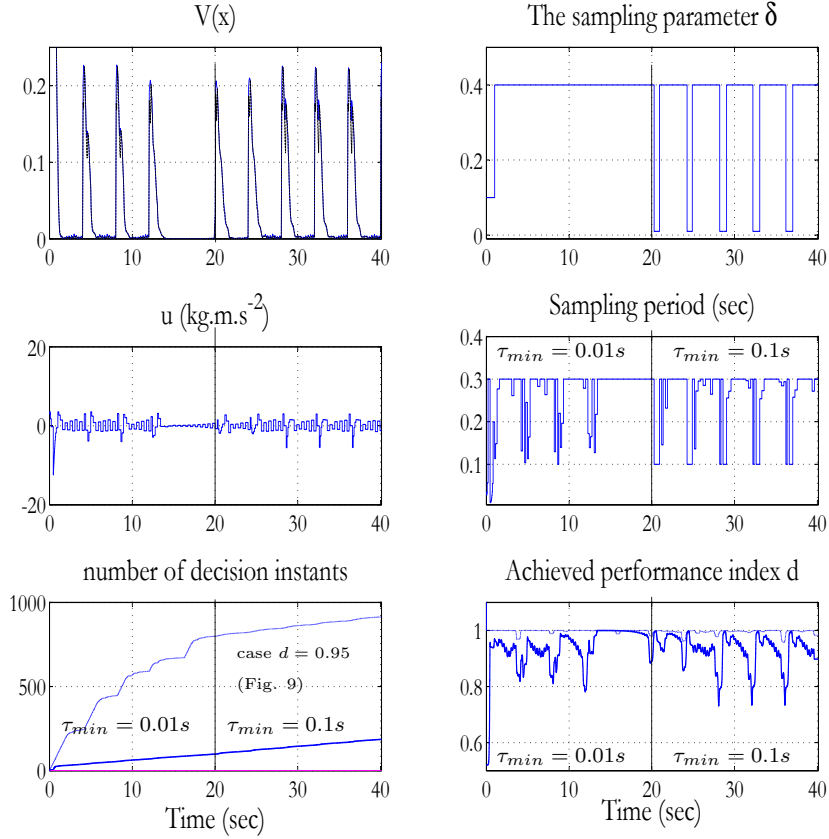 V(x)
0.2
0.1
0
0 10 20 30 40
The sampling parameter δ
0.4
0.2
0
0 10 20 30 40
u (kg.m.s-2)
20
0
-20
0 10 20 30 40
Sampling period (sec)
0.4
0.3
0.2
0.1
τmin = 0.01s
τmin = 0.1s
0 10 20 30 40
number of decision instants
1000
500
0
case d = 0.95
(Fig. 9)
τmin = 0.01s
τmin = 0.1s
0 10 20 30 40
Time (sec)
Achieved performance index d
1
0.8
0.6
τmin = 0.01s
τmin = 0.1s
0 10 20 30 40
Time (sec)